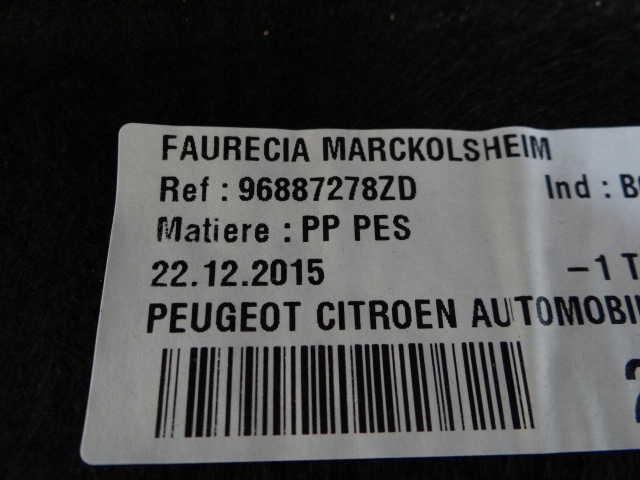 FAURECIA MARCKOLSHEIM
Ref : 96887278ZD Ind :
Matiere : PP PES
22.12.2015 -1 T
PEUGEOT CITROEN